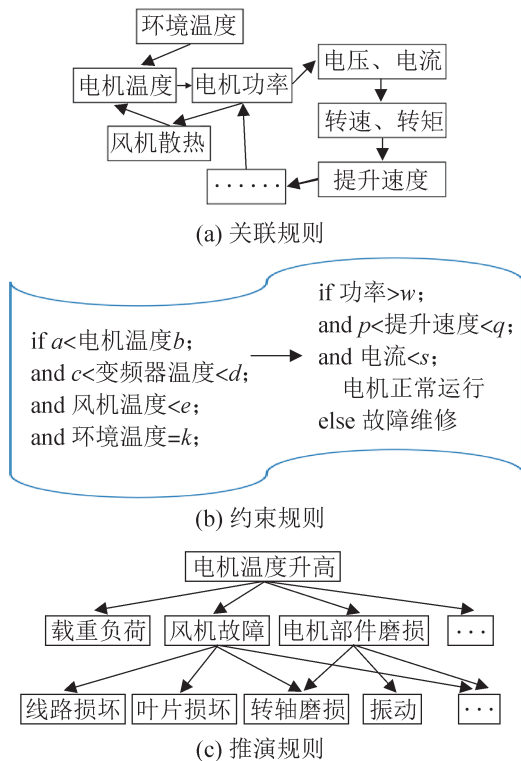 环境温度
电机温度
电机功率
电压、电流
风机散热
转速、转矩
······
提升速度
(a) 关联规则
if a<电机温度b;
and c<变频器温度<d;
and 风机温度<e;
and 环境温度=k;
if 功率>w;
and p<提升速度<q;
and 电流<s;
电机正常运行
else 故障维修
(b) 约束规则
电机温度升高
载重负荷
风机故障
电机部件磨损
···
线路损坏
叶片损坏
转轴磨损
振动
···
(c) 推演规则